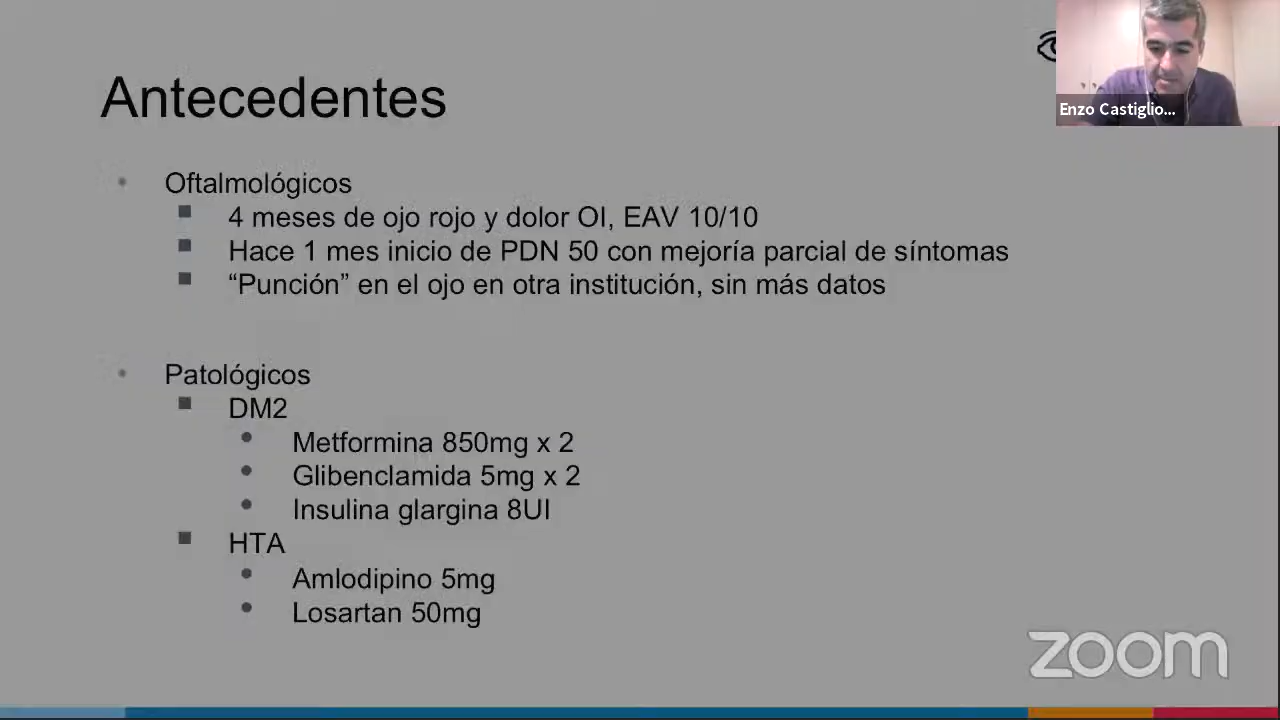 Antecedentes
Enzo Castiglio...
Oftalmológicos
4 meses de ojo rojo y dolor OI, EAV 10/10
Hace 1 mes inicio de PDN 50 con mejoría parcial de síntomas
“Punción” en el ojo en otra institución, sin más datos
Patológicos
DM2
Metformina 850mg x 2
Glibenclamida 5mg x 2
Insulina glargina 8UI
HTA
Amlodipino 5mg
Losartan 50mg
zoom